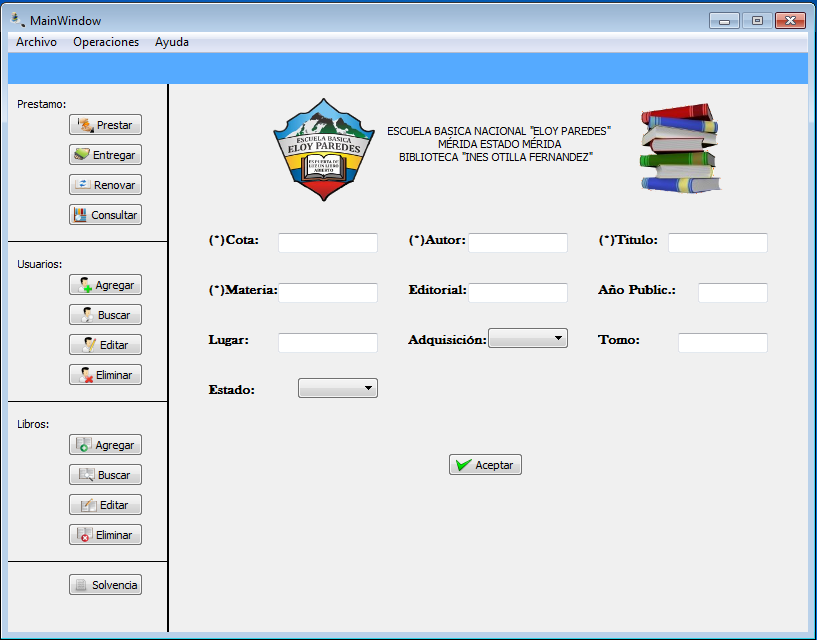 MainWindow
Archivo Operaciones Ayuda
Prestamo:
Prestar
Entregar
Renovar
Consultar
Usuarios:
Agregar
Buscar
Editar
Eliminar
Libros:
Agregar
Buscar
Editar
Eliminar
Solvencia
ESCUELA BASICA
ELOY PAREDES
ESCUELA BASICA NACIONAL "ELOY PAREDES"
MÉRIDA ESTADO MÉRIDA
BIBLIOTECA "INES OTILLA FERNANDEZ"
(*)Cota: (*)Autor: (*)Titulo:
(*)Materia: Editorial: Año Public.:
Lugar: Adquisición: Tomo:
Estado:
Aceptar